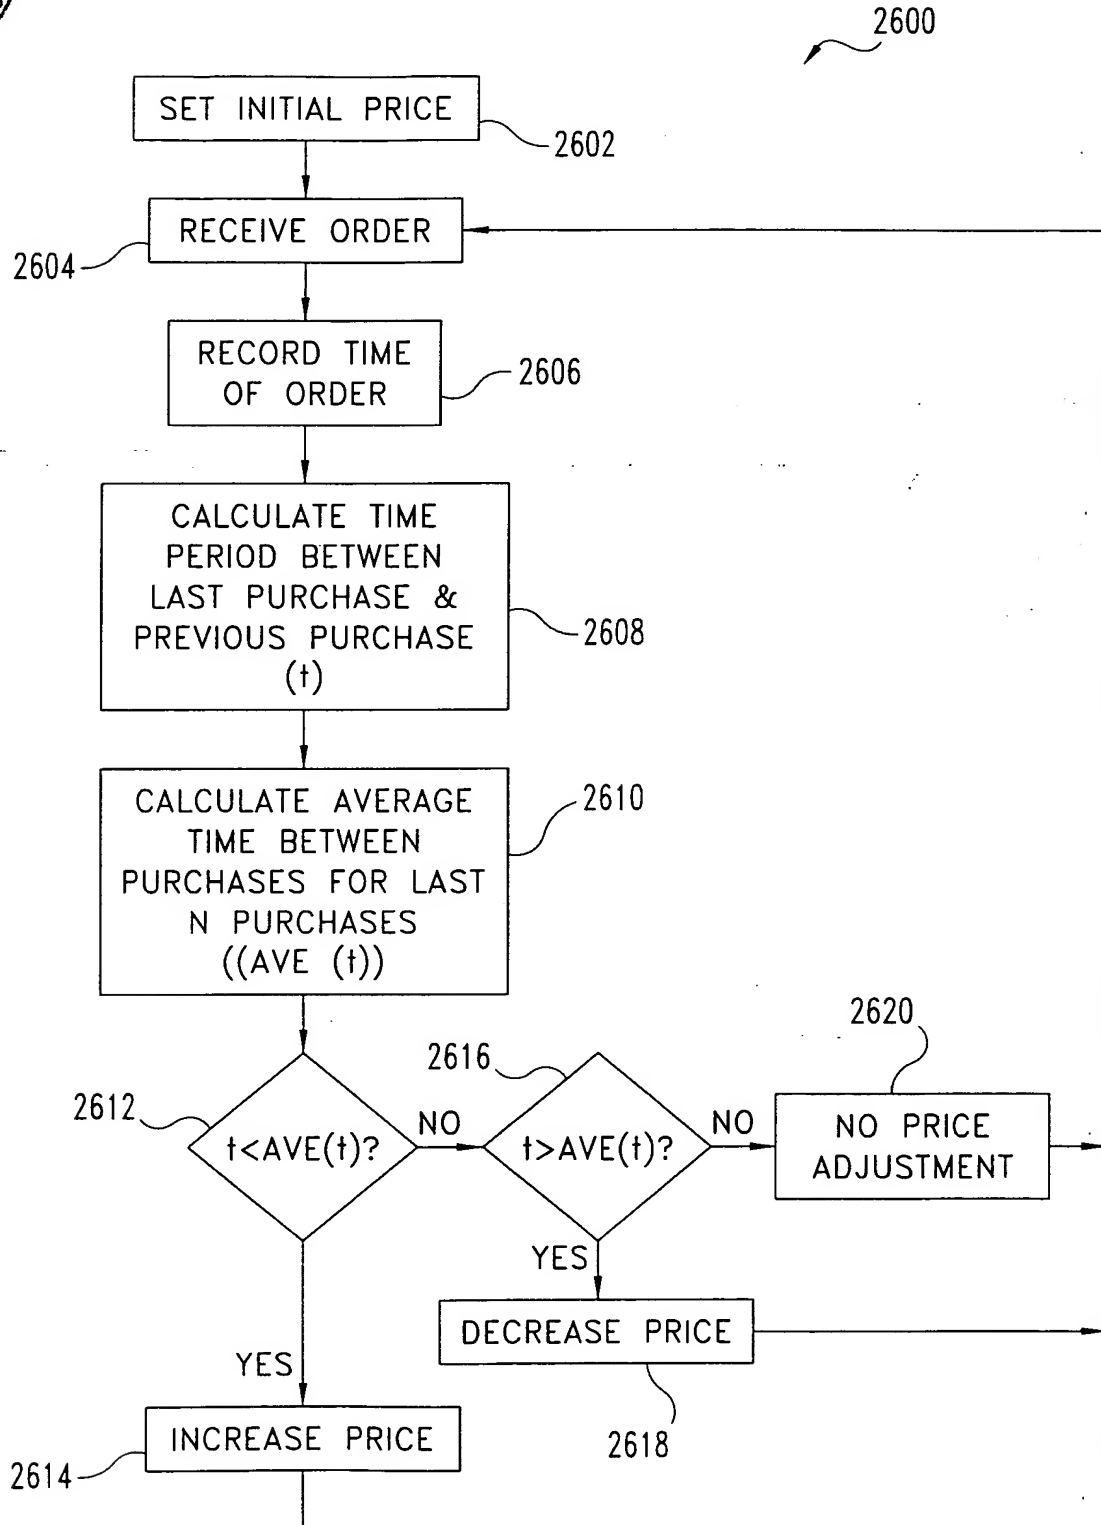 2600
SET INITIAL PRICE
2602
RECEIVE ORDER
2604
RECORD TIME
OF ORDER
2606
CALCULATE TIME
PERIOD BETWEEN
LAST PURCHASE &
PREVIOUS PURCHASE
(t)
2608
CALCULATE AVERAGE
TIME BETWEEN
PURCHASES FOR LAST
N PURCHASES
((AVE (t))
2610
2612
t<AVE(t)?
NO
2616
t>AVE(t)?
NO
2620
NO PRICE
ADJUSTMENT
YES
DECREASE PRICE
2618
YES
INCREASE PRICE
2614